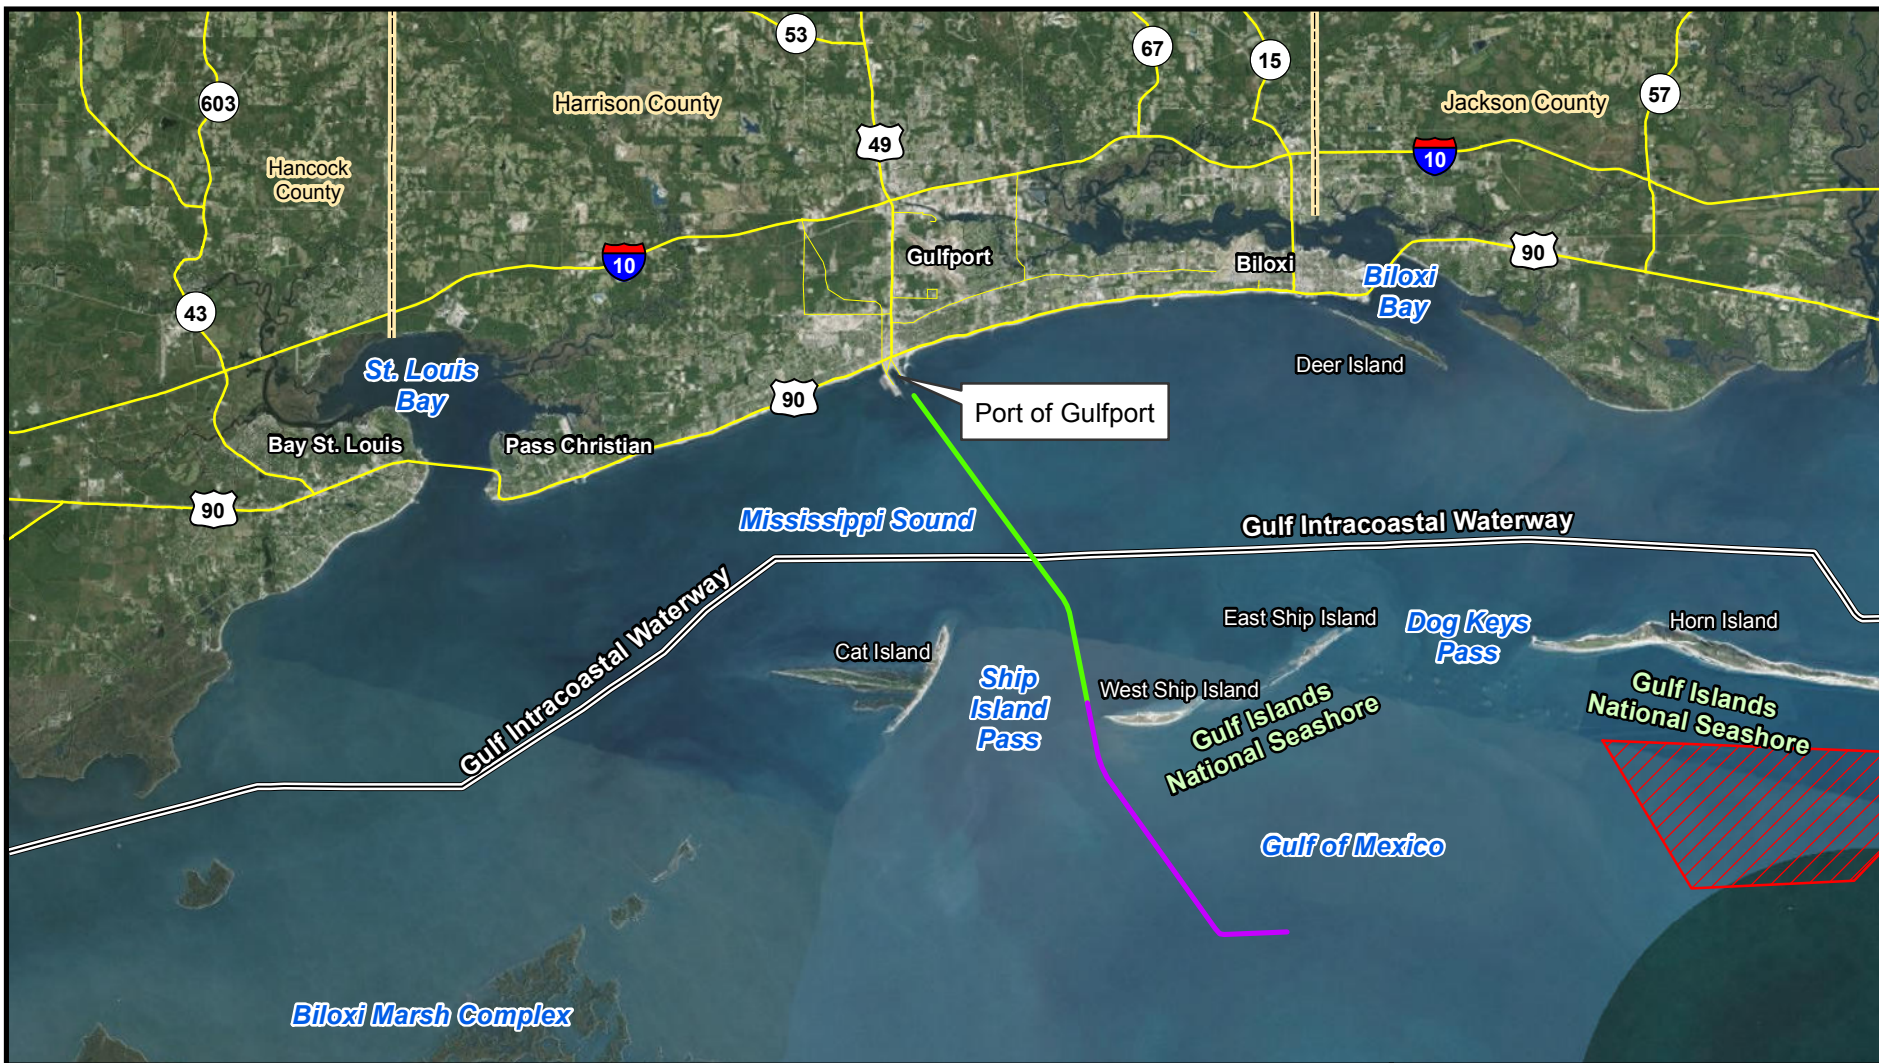 53
67
15
603
Harrison County
Jackson County
57
49
10
Hancock
County
Gulfport
Biloxi
90
10
Biloxi
Bay
43
St. Louis
Bay
Deer Island
90
Port of Gulfport
Bay St. Louis
Pass Christian
90
Mississippi Sound
Gulf Intracoastal Waterway
Gulf Intracoastal Waterway
East Ship Island
Dog Keys
Pass
Horn Island
Cat Island
Ship
Island
Pass
West Ship Island
Gulf Islands
National Seashore
Gulf Islands
National Seashore
Gulf of Mexico
Biloxi Marsh Complex